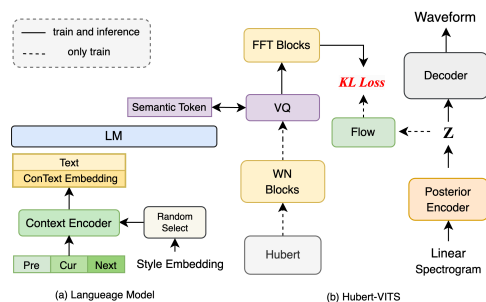 train and inference
only train
Semantic Token
LM
Text
ConText Embedding
Context Encoder
Random
Select
Pre Cur Next
Style Embedding
(a) Langueage Model
FFT Blocks
VQ
WN
Blocks
Hubert
KL Loss
Flow
Waveform
Decoder
Z
Posterior
Encoder
Linear
Spectrogram
(b) Hubert-VITS